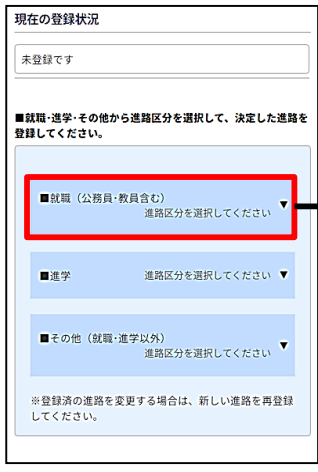 現在の登録状況
未登録です
■就職･進学･その他から進路区分を選択して、決定した進路を
登録してください。
■就職（公務員･教員含む）
進路区分を選択してください ▼
■進学 進路区分を選択してください ▼
■その他（就職･進学以外）
進路区分を選択してください ▼
※登録済の進路を変更する場合は、新しい進路を再登録
してください。